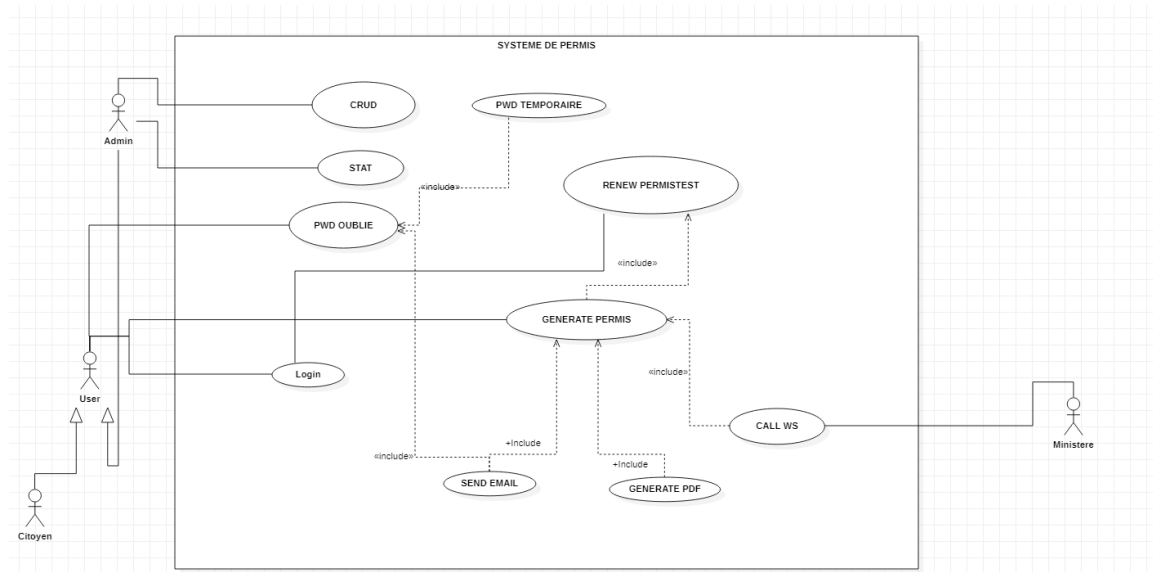 SYSTEME DE PERMIS
CRUD
PWD TEMPORAIRE
Admin
STAT
RENEW PERMISTEST
«include»
PWD OUBLIE
«include»
GENERATE PERMIS
Login
«include»
User
CALL WS
+Include
Ministere
«include»
+Include
SEND EMAIL
GENERATE PDF
Citoyen